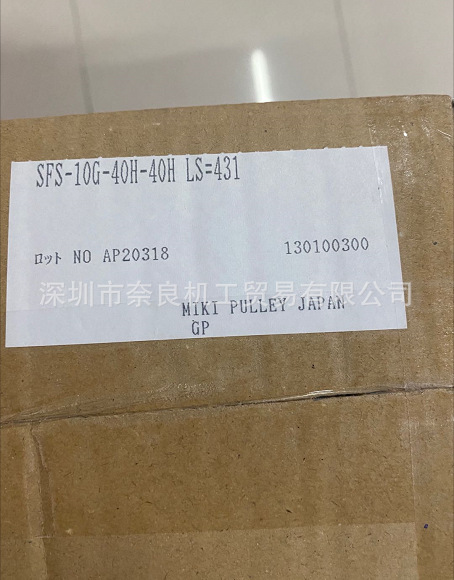 SFS-10G-40H-40H LS=431
ロット NO AP20318 130100300
深圳市奈良机工贸易有限公司
MIKI PULLEY JAPAN
GP